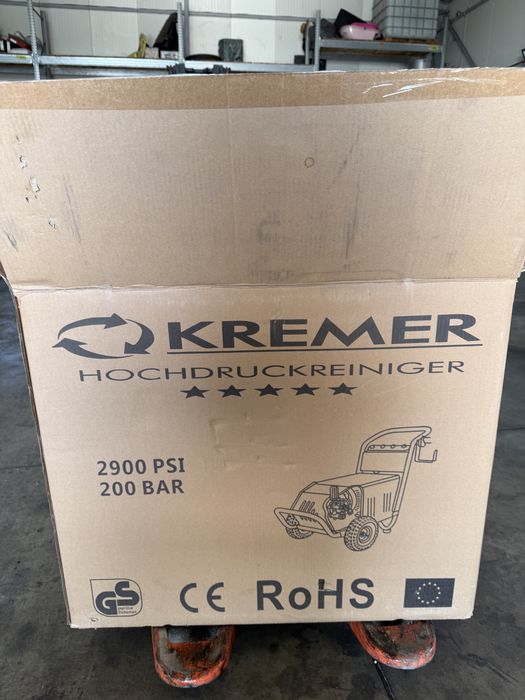 KREMER
HOCHDRUCKREINIGER
2900 PSI
200 BAR
GS
CE RoHS